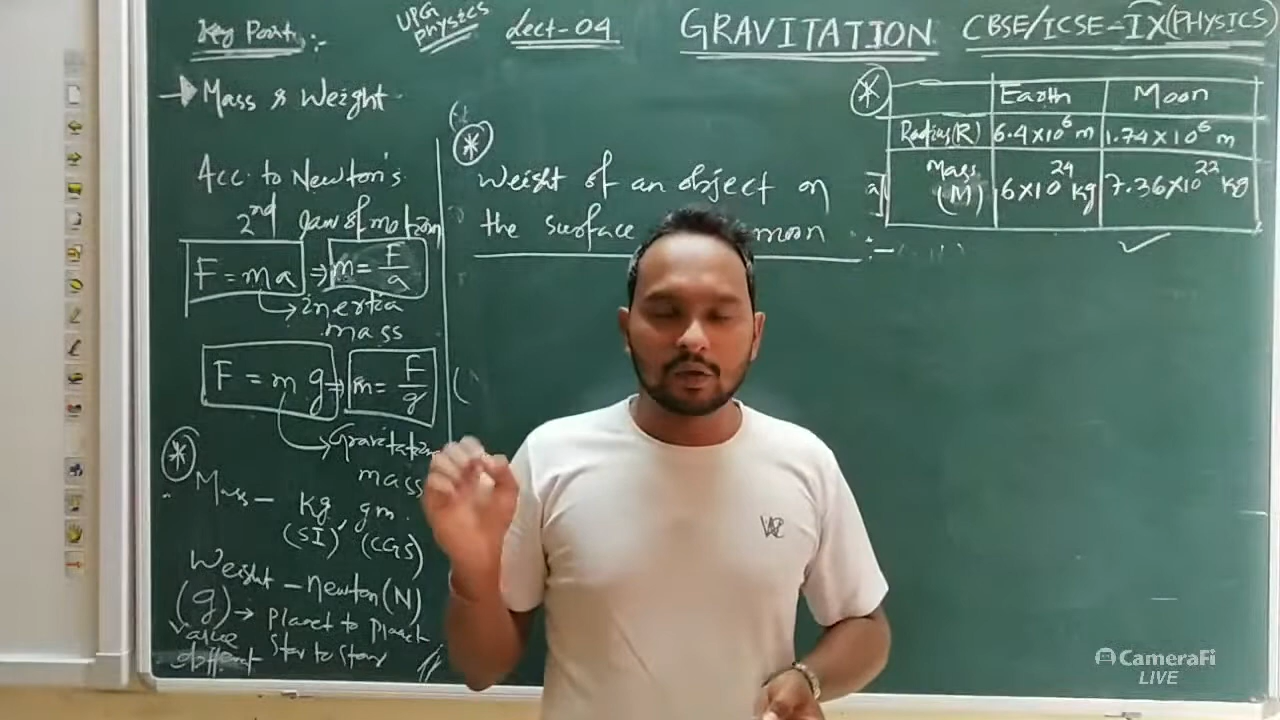 Key Point :-
UPG Physics
Lect-04
GRAVITATION
CBSE/ICSE-IX(PHYSICS)
→ Mass & Weight
Acc. to Newton's
2nd law of motion
F = ma ⇒ m = F/a
→ inertia
mass
F = mg ⇒ m = F/g
→ Gravitation
mass
* Mass - kg, gm.
(SI) (CGS)
Weight - Newton(N)
(g) → Planet to planet
Star to star
different
* Weight of an object on
the surface moon :-
* Earth Moon
Radius(R) 6.4×10⁶ m 1.74×10⁶ m
Mass (M) 6×10²⁴ kg 7.36×10²² kg
W
CameraFi
LIVE